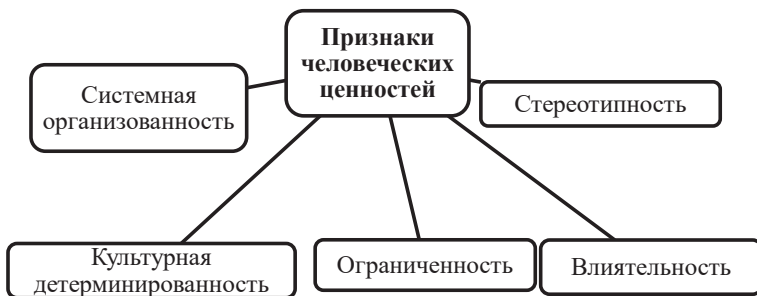 Признаки
человеческих
ценностей
Системная
организованность
Стереотипность
Культурная
детерминированность
Ограниченность
Влиятельность